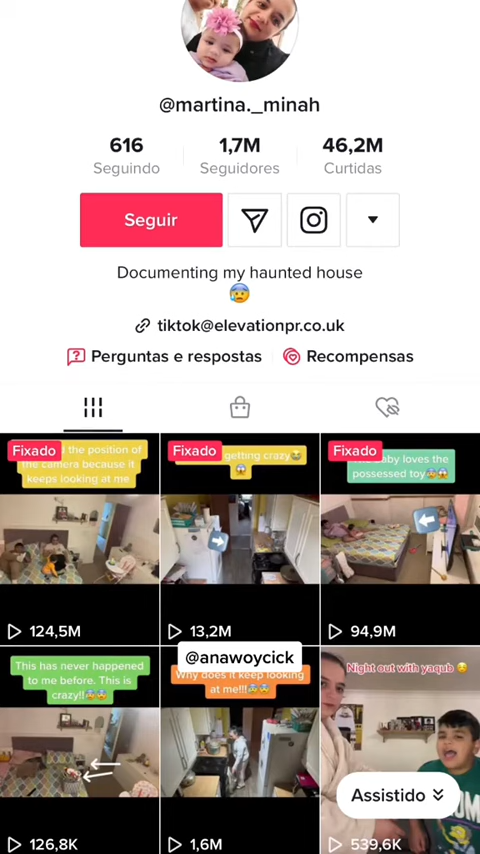 @martina._minah
616
1,7M
46,2M
Seguindo
Seguidores
Curtidas
Seguir
Documenting my haunted house
😰
tiktok@elevationpr.co.uk
Perguntas e respostas
Recompensas
Fixado
the position of
the camera because it
keeps looking at me
124,5M
Fixado
getting crazy😭
😱
13,2M
Fixado
baby loves the
possessed toy😰😱
94,9M
This has never happened
to me before. This is
crazy!!😰😰
126,8K
@anawoycick
Why does it keep looking
at me!!!😰😰
1,6M
Night out with yaqub
Assistido
539,6K